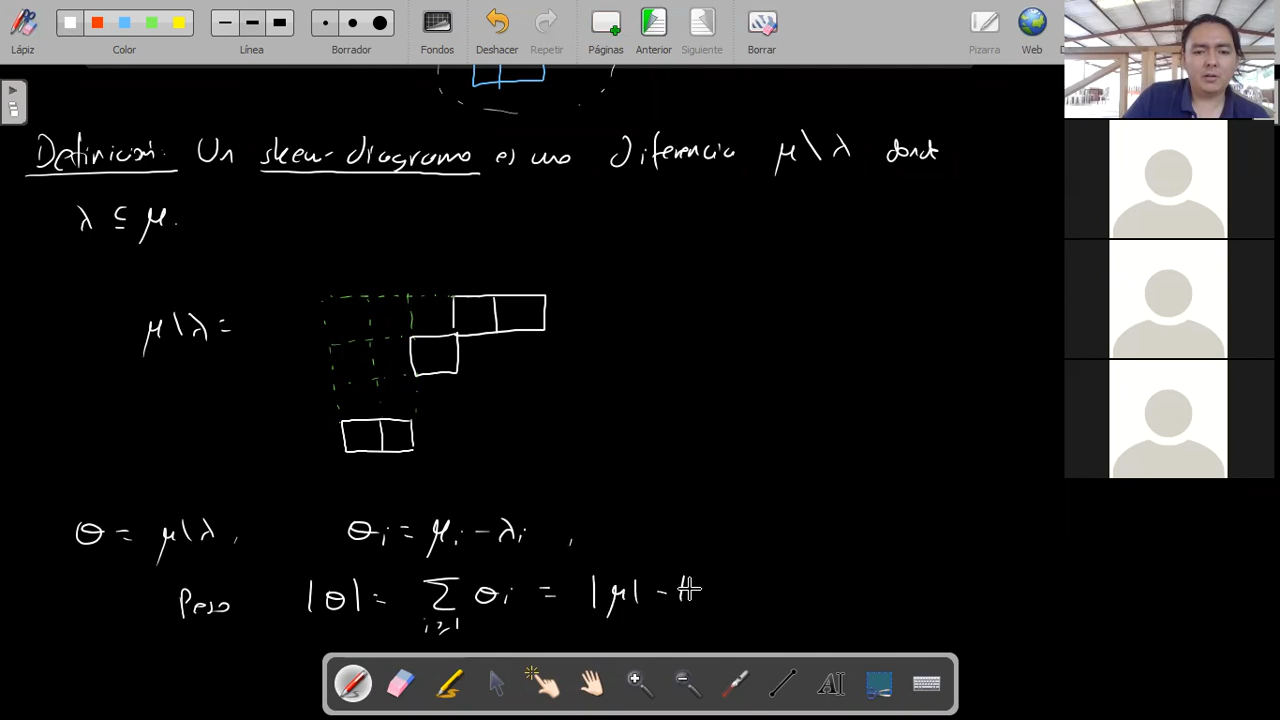 Lápiz Color Línea Borrador Fondos Deshacer Repetir Páginas Anterior Siguiente Borrar Pizarra Web
Definición: Un skew-diagrama es una diferencia μ\λ donde
λ ⊆ μ.
μ\λ =
θ = μ\λ, θi = μi - λi ,
Peso |θ| = Σ i≥1 θi = |μ| -
AI